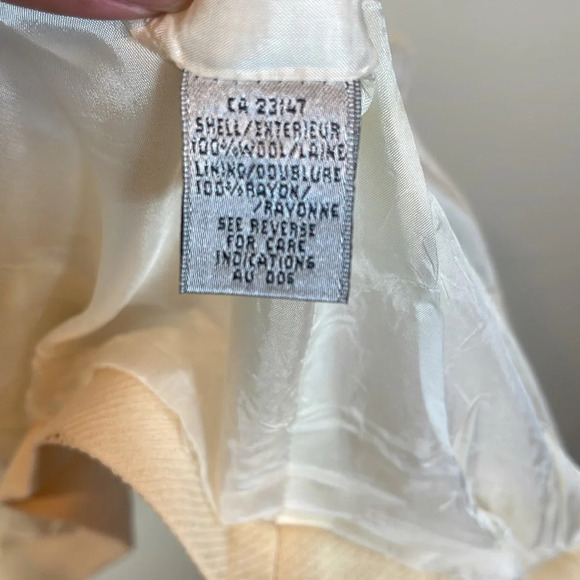 CA 23147
SHELL/EXTERIEUR
100%WOOL/LAINE
LINING/DOUBLURE
100%RAYON/
/RAYONNE
SEE REVERSE
FOR CARE
INDICATIONS
AU DOS